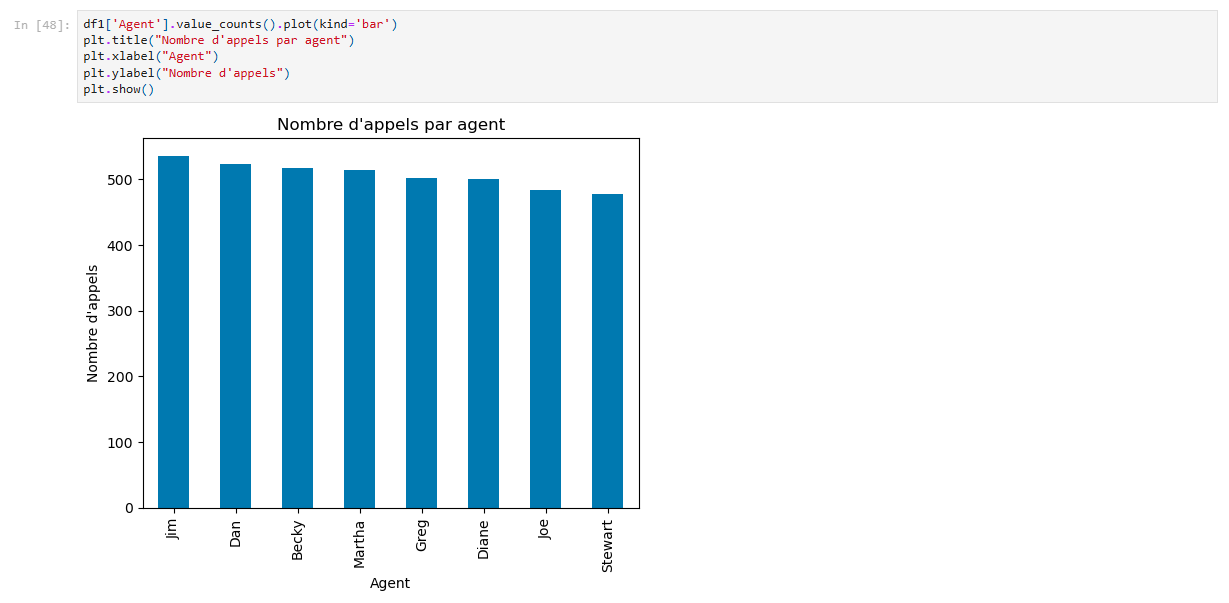 In [48]:
df1['Agent'].value_counts().plot(kind='bar')
plt.title("Nombre d'appels par agent")
plt.xlabel("Agent")
plt.ylabel("Nombre d'appels")
plt.show()
Nombre d'appels par agent
500
400
300
200
100
0
Nombre d'appels
Jim
Dan
Becky
Martha
Greg
Diane
Joe
Stewart
Agent